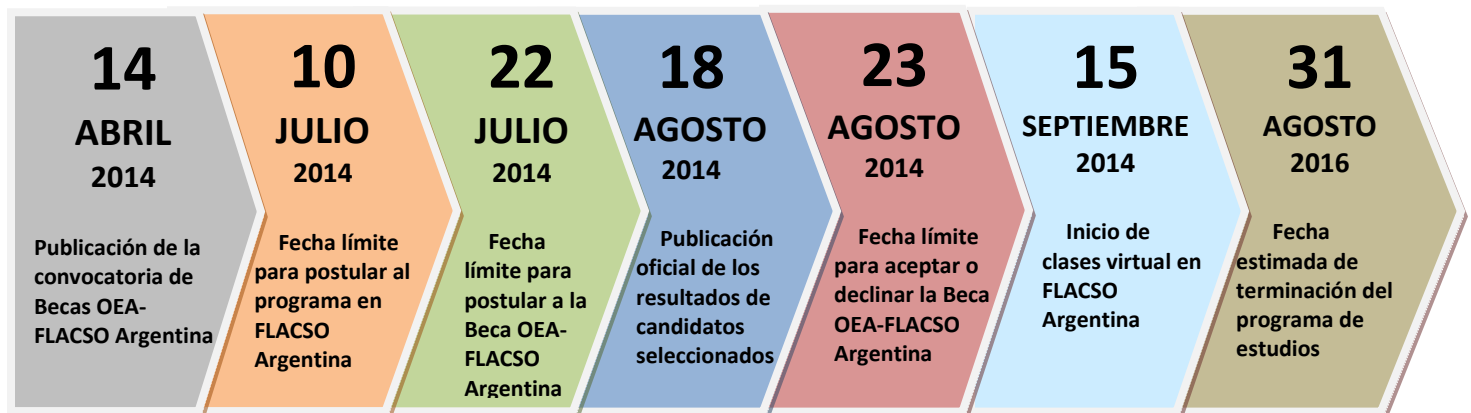 14
ABRIL
2014
Publicación de la
convocatoria de
Becas OEA-
FLACSO Argentina
10
JULIO
2014
Fecha límite
para postular al
programa en
FLACSO
Argentina
22
JULIO
2014
Fecha
límite para
postular a la
Beca OEA-
FLACSO
Argentina
18
AGOSTO
2014
Publicación
oficial de los
resultados de
candidatos
seleccionados
23
AGOSTO
2014
Fecha límite
para aceptar o
declinar la Beca
OEA-FLACSO
Argentina
15
SEPTIEMBRE
2014
Inicio de
clases virtual en
FLACSO
Argentina
31
AGOSTO
2016
Fecha
estimada de
terminación del
programa de
estudios